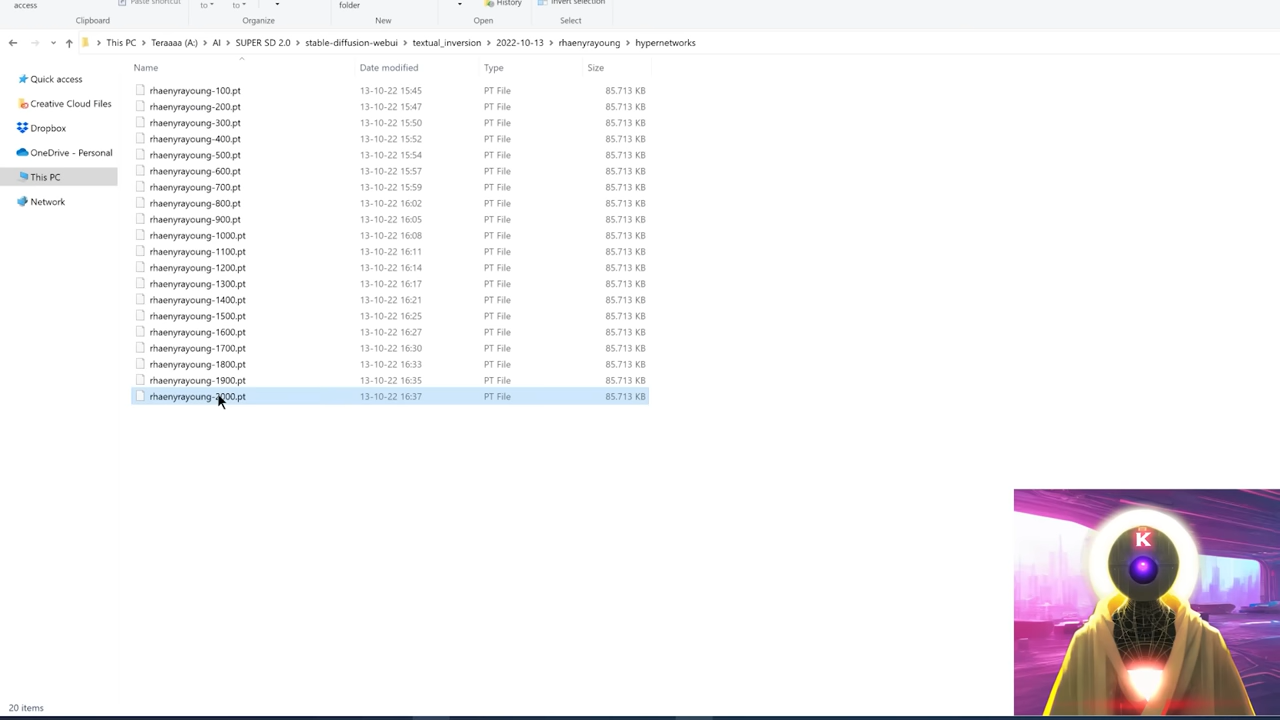 access
Paste shortcut
to
to
folder
History
Invert selection
Clipboard
Organize
New
Open
Select
This PC > Teraaaa (A:) > AI > SUPER SD 2.0 > stable-diffusion-webui > textual_inversion > 2022-10-13 > rhaenyrayoung > hypernetworks
Name Date modified Type Size
Quick access
Creative Cloud Files
Dropbox
OneDrive - Personal
This PC
Network
rhaenyrayoung-100.pt 13-10-22 15:45 PT File 85.713 KB
rhaenyrayoung-200.pt 13-10-22 15:47 PT File 85.713 KB
rhaenyrayoung-300.pt 13-10-22 15:50 PT File 85.713 KB
rhaenyrayoung-400.pt 13-10-22 15:52 PT File 85.713 KB
rhaenyrayoung-500.pt 13-10-22 15:54 PT File 85.713 KB
rhaenyrayoung-600.pt 13-10-22 15:57 PT File 85.713 KB
rhaenyrayoung-700.pt 13-10-22 15:59 PT File 85.713 KB
rhaenyrayoung-800.pt 13-10-22 16:02 PT File 85.713 KB
rhaenyrayoung-900.pt 13-10-22 16:05 PT File 85.713 KB
rhaenyrayoung-1000.pt 13-10-22 16:08 PT File 85.713 KB
rhaenyrayoung-1100.pt 13-10-22 16:11 PT File 85.713 KB
rhaenyrayoung-1200.pt 13-10-22 16:14 PT File 85.713 KB
rhaenyrayoung-1300.pt 13-10-22 16:17 PT File 85.713 KB
rhaenyrayoung-1400.pt 13-10-22 16:21 PT File 85.713 KB
rhaenyrayoung-1500.pt 13-10-22 16:25 PT File 85.713 KB
rhaenyrayoung-1600.pt 13-10-22 16:27 PT File 85.713 KB
rhaenyrayoung-1700.pt 13-10-22 16:30 PT File 85.713 KB
rhaenyrayoung-1800.pt 13-10-22 16:33 PT File 85.713 KB
rhaenyrayoung-1900.pt 13-10-22 16:35 PT File 85.713 KB
rhaenyrayoung-2000.pt 13-10-22 16:37 PT File 85.713 KB
K
20 items